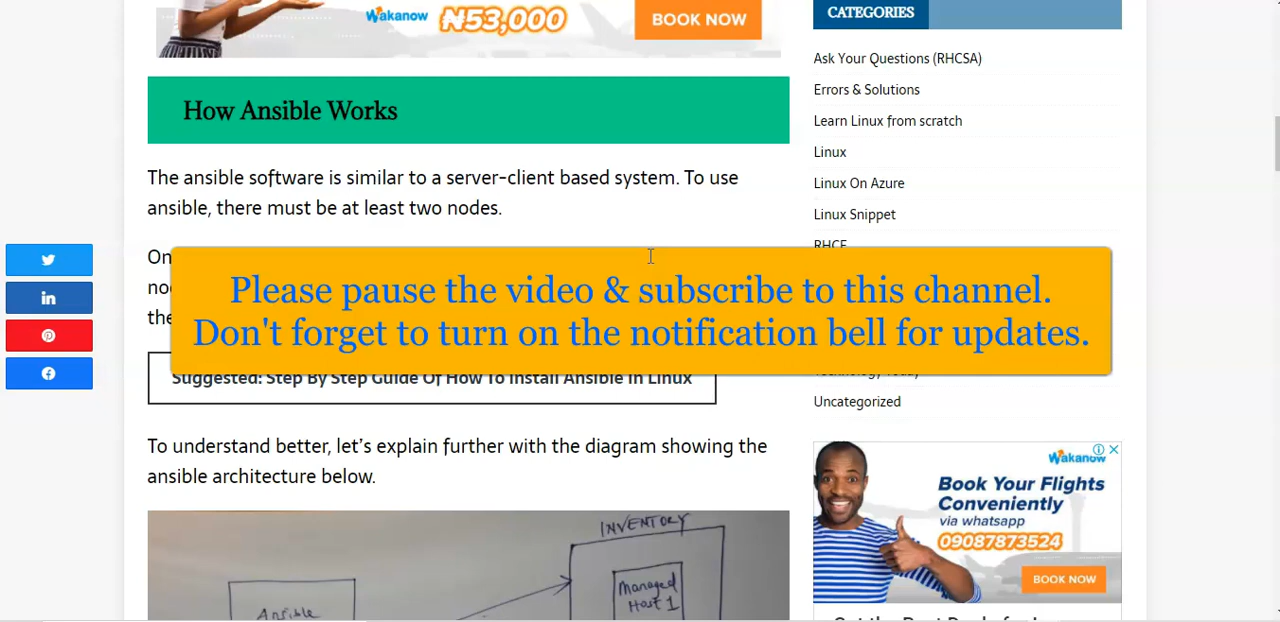 Wakanow
₦53,000
BOOK NOW
CATEGORIES
Ask Your Questions (RHCSA)
Errors & Solutions
Learn Linux from scratch
Linux
Linux On Azure
Linux Snippet
RHCE
Uncategorized
How Ansible Works
The ansible software is similar to a server-client based system. To use
ansible, there must be at least two nodes.
Please pause the video & subscribe to this channel.
Don't forget to turn on the notification bell for updates.
Suggested: Step By Step Guide Of How To Install Ansible In Linux
To understand better, let's explain further with the diagram showing the
ansible architecture below.
INVENTORY
Managed
Host 1
Ansible
Wakanow
Book Your Flights
Conveniently
via whatsapp
09087873524
BOOK NOW